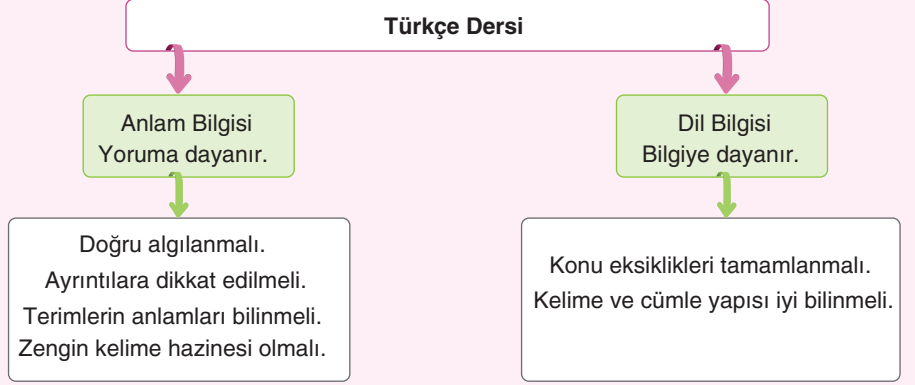 Türkçe Dersi
Anlam Bilgisi
Yoruma dayanır.
Dil Bilgisi
Bilgiye dayanır.
Doğru algılanmalı.
Ayrıntılara dikkat edilmeli.
Terimlerin anlamları bilinmeli.
Zengin kelime hazinesi olmalı.
Konu eksiklikleri tamamlanmalı.
Kelime ve cümle yapısı iyi bilinmeli.